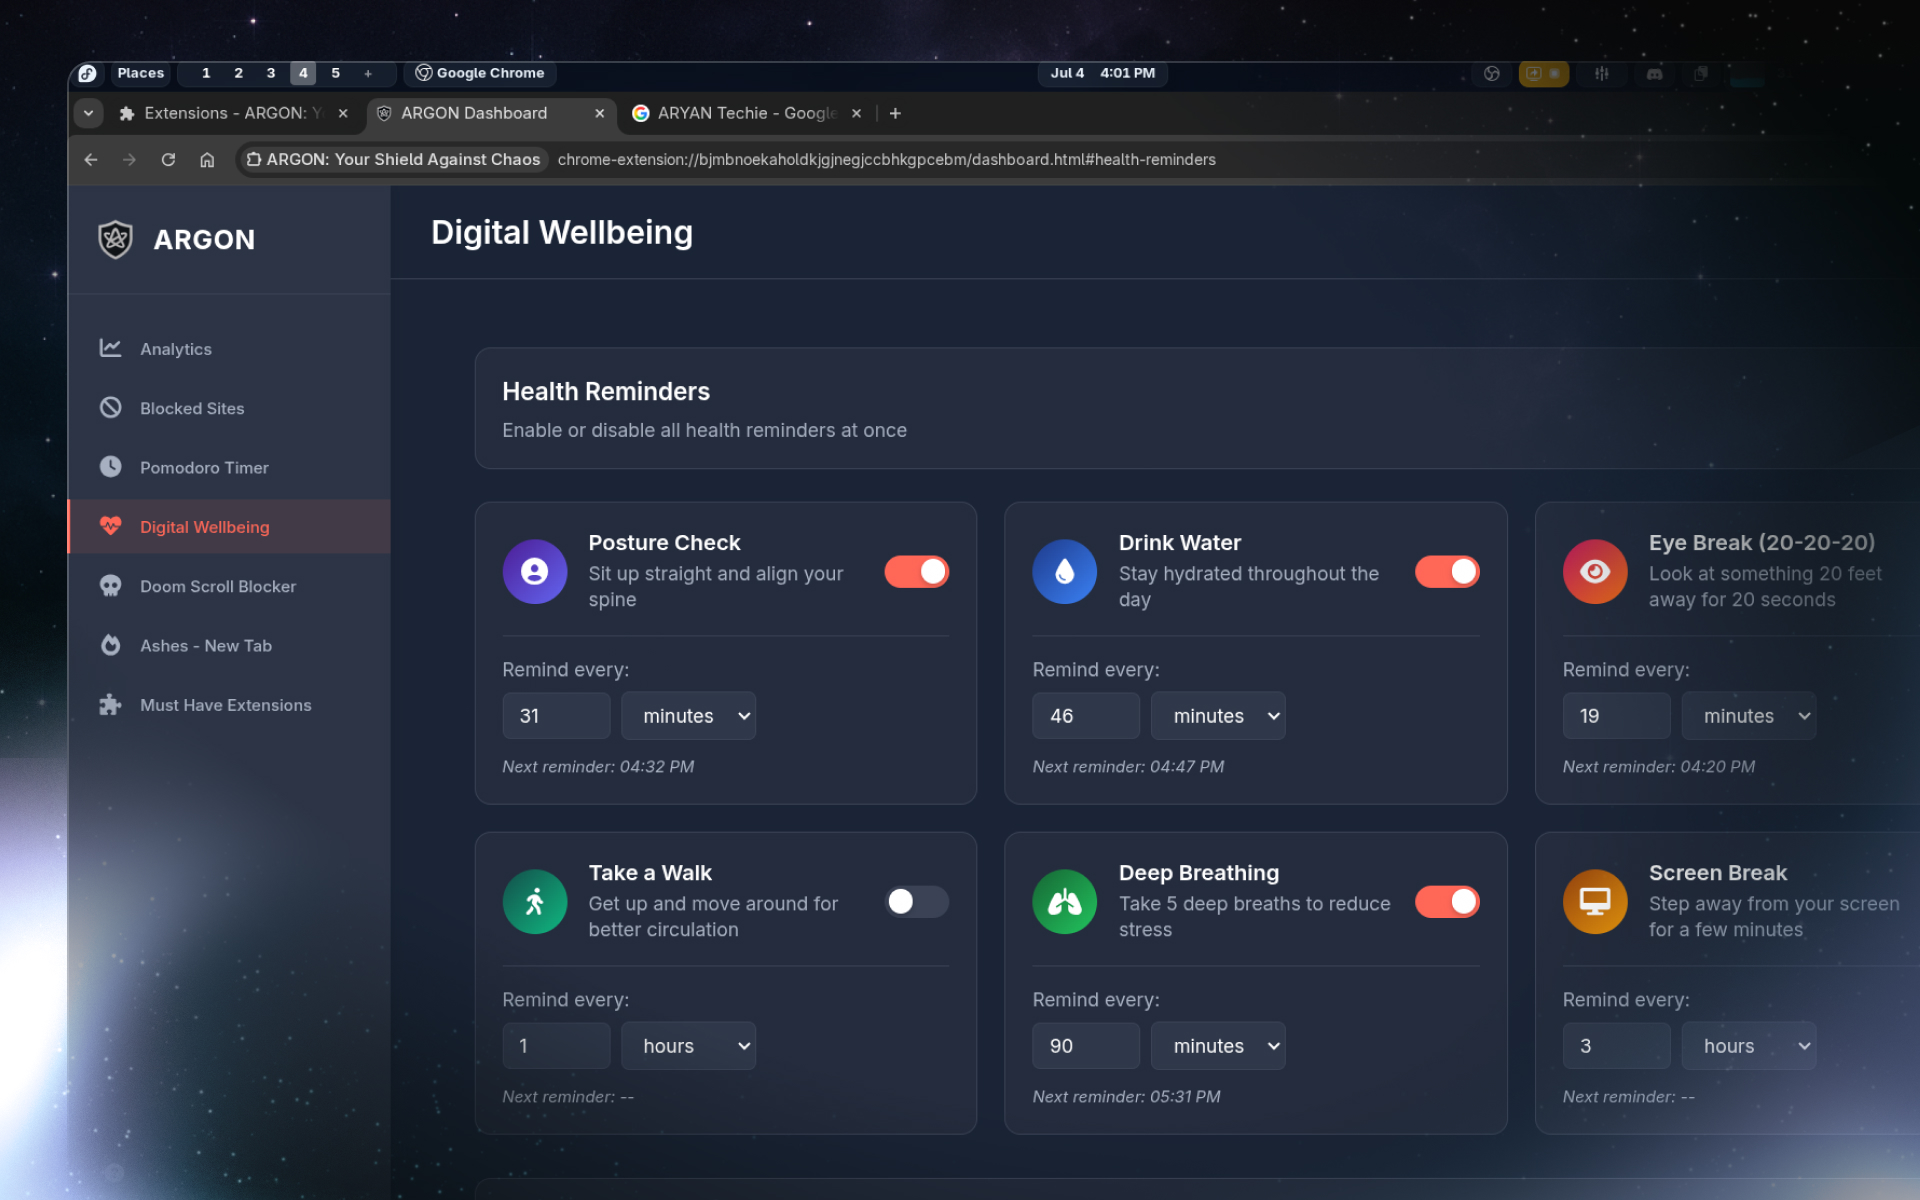 Places 1 2 3 4 5 + Google Chrome Jul 4 4:01 PM
Extensions - ARGON: Y ARGON Dashboard ARYAN Techie - Google
ARGON: Your Shield Against Chaos chrome-extension://bjmbnoekaholdkjgjnegjccbhkgpcebm/dashboard.html#health-reminders
ARGON
Analytics
Blocked Sites
Pomodoro Timer
Digital Wellbeing
Doom Scroll Blocker
Ashes - New Tab
Must Have Extensions
Digital Wellbeing
Health Reminders
Enable or disable all health reminders at once
Posture Check
Sit up straight and align your
spine
Remind every:
31 minutes
Next reminder: 04:32 PM
Drink Water
Stay hydrated throughout the
day
Remind every:
46 minutes
Next reminder: 04:47 PM
Eye Break (20-20-20)
Look at something 20 feet
away for 20 seconds
Remind every:
19 minutes
Next reminder: 04:20 PM
Take a Walk
Get up and move around for
better circulation
Remind every:
1 hours
Next reminder: --
Deep Breathing
Take 5 deep breaths to reduce
stress
Remind every:
90 minutes
Next reminder: 05:31 PM
Screen Break
Step away from your screen
for a few minutes
Remind every:
3 hours
Next reminder: --